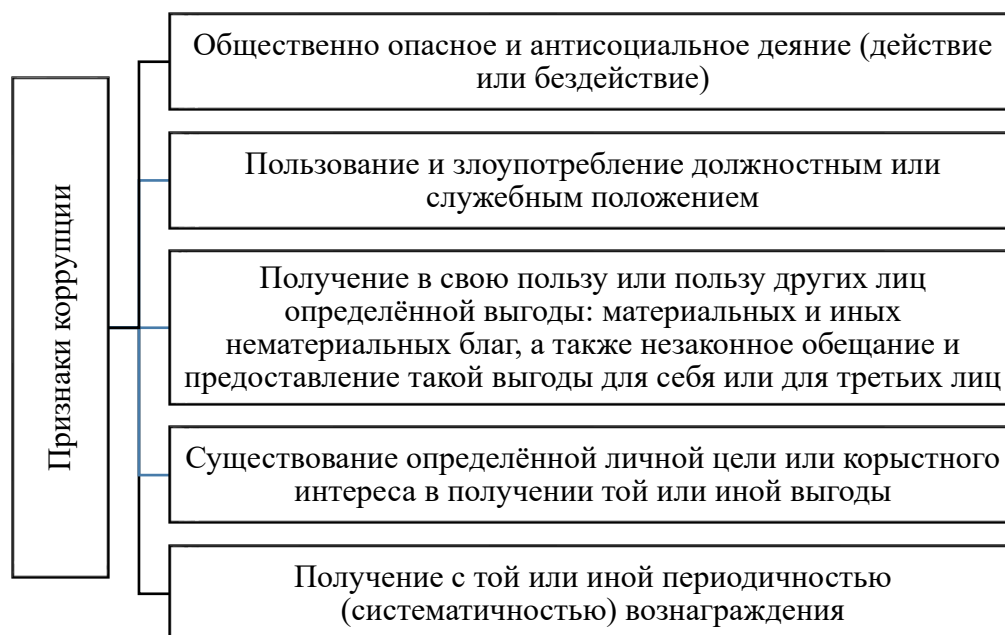 Признаки коррупции
Общественно опасное и антисоциальное деяние (действие
или бездействие)
Пользование и злоупотребление должностным или
служебным положением
Получение в свою пользу или пользу других лиц
определённой выгоды: материальных и иных
нематериальных благ, а также незаконное обещание и
предоставление такой выгоды для себя или для третьих лиц
Существование определённой личной цели или корыстного
интереса в получении той или иной выгоды
Получение с той или иной периодичностью
(систематичностью) вознаграждения